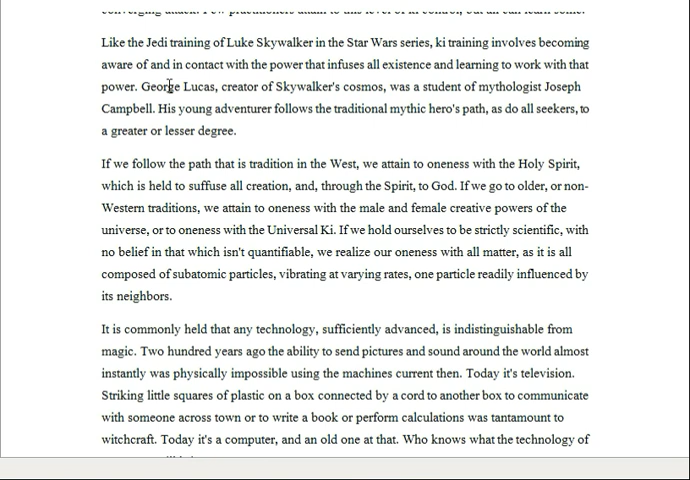 Like the Jedi training of Luke Skywalker in the Star Wars series, ki training involves becoming
aware of and in contact with the power that infuses all existence and learning to work with that
power. George Lucas, creator of Skywalker's cosmos, was a student of mythologist Joseph
Campbell. His young adventurer follows the traditional mythic hero's path, as do all seekers, to
a greater or lesser degree.
If we follow the path that is tradition in the West, we attain to oneness with the Holy Spirit,
which is held to suffuse all creation, and, through the Spirit, to God. If we go to older, or non-
Western traditions, we attain to oneness with the male and female creative powers of the
universe, or to oneness with the Universal Ki. If we hold ourselves to be strictly scientific, with
no belief in that which isn't quantifiable, we realize our oneness with all matter, as it is all
composed of subatomic particles, vibrating at varying rates, one particle readily influenced by
its neighbors.
It is commonly held that any technology, sufficiently advanced, is indistinguishable from
magic. Two hundred years ago the ability to send pictures and sound around the world almost
instantly was physically impossible using the machines current then. Today it's television.
Striking little squares of plastic on a box connected by a cord to another box to communicate
with someone across town or to write a book or perform calculations was tantamount to
witchcraft. Today it's a computer, and an old one at that. Who knows what the technology of